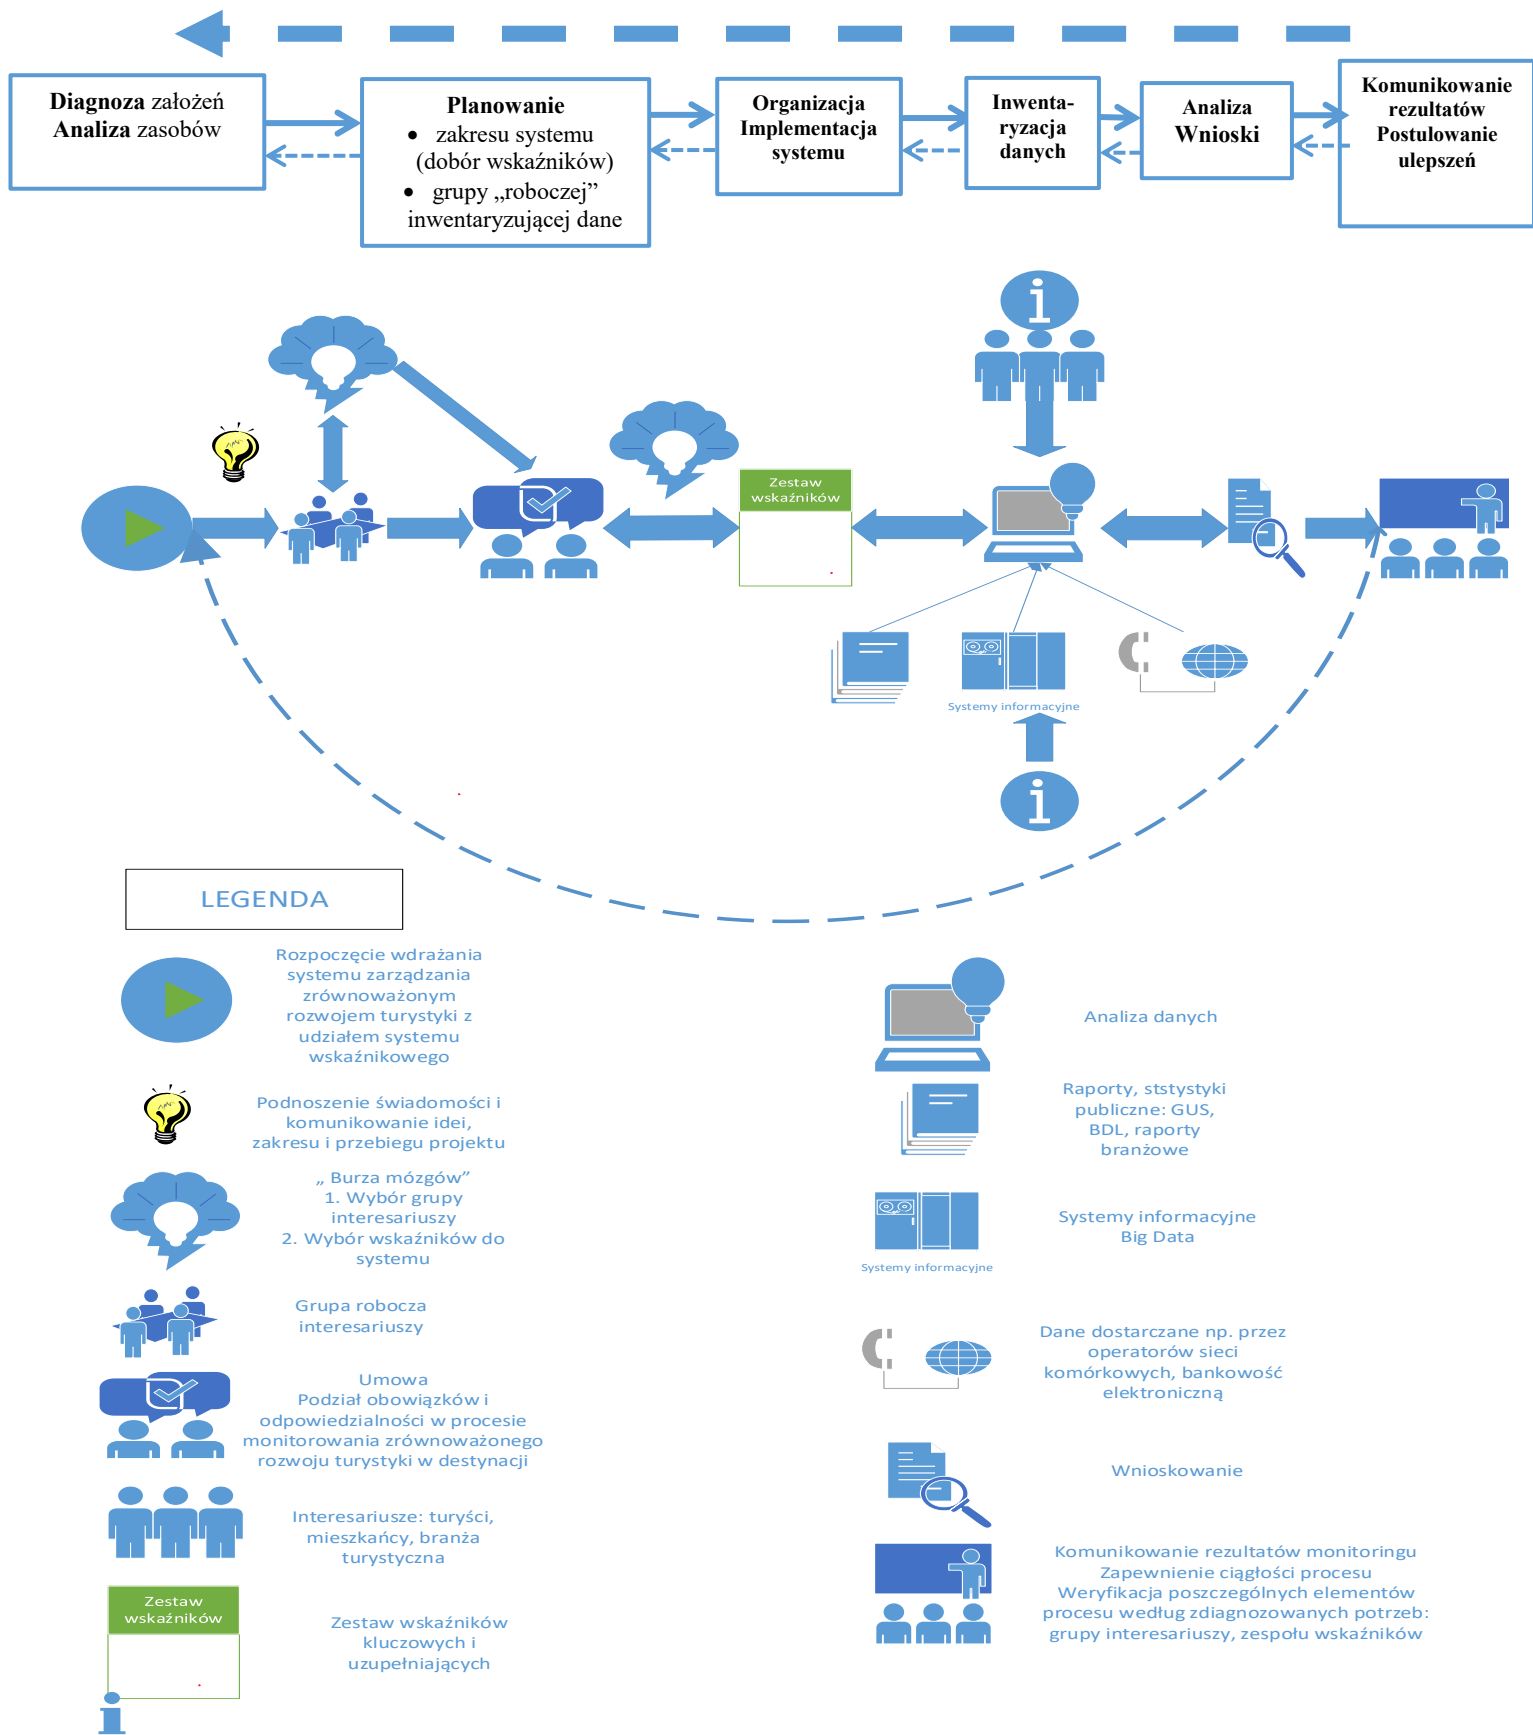 Diagnoza założeń
Analiza zasobów
Planowanie
• zakresu systemu
(dobór wskaźników)
• grupy „roboczej”
inwentaryzującej dane
Organizacja
Implementacja
systemu
Inwenta-
ryzacja
danych
Analiza
Wnioski
Komunikowanie
rezultatów
Postulowanie
ulepszeń
i
Zestaw
wskaźników
Systemy informacyjne
i
LEGENDA
Rozpoczęcie wdrażania
systemu zarządzania
zrównoważonym
rozwojem turystyki z
udziałem systemu
wskaźnikowego
Podnoszenie świadomości i
komunikowanie idei,
zakresu i przebiegu projektu
„ Burza mózgów”
1. Wybór grupy
interesariuszy
2. Wybór wskaźników do
systemu
Grupa robocza
interesariuszy
Umowa
Podział obowiązków i
odpowiedzialności w procesie
monitorowania zrównoważonego
rozwoju turystyki w destynacji
Interesariusze: turyści,
mieszkańcy, branża
turystyczna
Zestaw
wskaźników
Zestaw wskaźników
kluczowych i
uzupełniających
Analiza danych
Raporty, ststystyki
publiczne: GUS,
BDL, raporty
branżowe
Systemy informacyjne
Big Data
Systemy informacyjne
Dane dostarczane np. przez
operatorów sieci
komórkowych, bankowość
elektroniczną
Wnioskowanie
Komunikowanie rezultatów monitoringu
Zapewnienie ciągłości procesu
Weryfikacja poszczególnych elementów
procesu według zdiagnozowanych potrzeb:
grupy interesariuszy, zespołu wskaźników